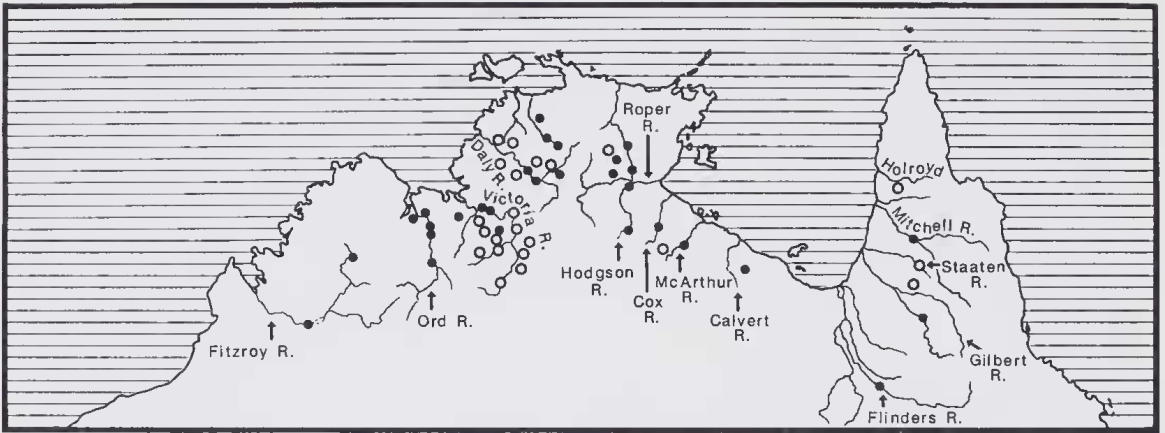 Roper
R.
Daly R.
Victoria R.
Holroyd
Mitchell R.
Staaten
R.
Hodgson
R.
Cox
R.
McArthur
R.
Calvert
R.
Ord R.
Fitzroy R.
Gilbert
R.
Flinders R.